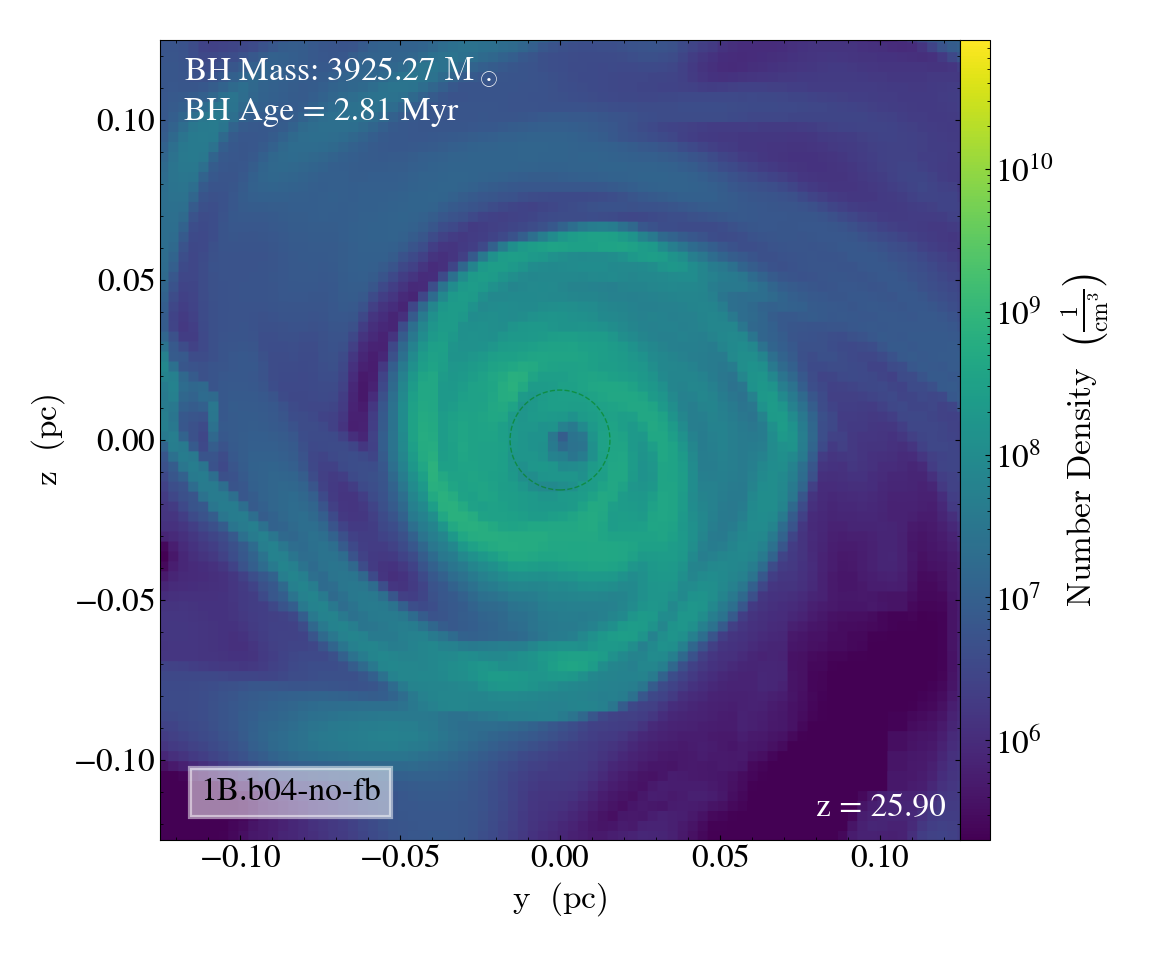 BH Mass: 3925.27 M⊙
BH Age = 2.81 Myr
0.10
0.05
0.00
−0.05
−0.10
z (pc)
1B.b04-no-fb
z = 25.90
−0.10 −0.05 0.00 0.05 0.10
y (pc)
10¹⁰
10⁹
10⁸
10⁷
10⁶
Number Density (1/cm³)